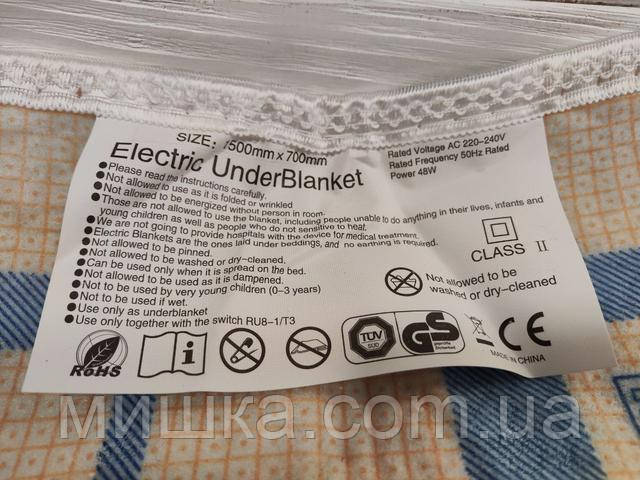 SIZE: 1500mm x 700mm
Electric UnderBlanket
Rated Voltage AC 220-240V
Rated Frequency 50Hz Rated
Power 48W
●Please read the instructions carefully.
●Not allowed to use as it is folded or wrinkled
●Not allowed to be energized without person in room.
●Those are not allowed to use the blanket, including people unable to do anything in their lives, infants and
young children as well as people who do not sensitive to heat.
●We are not going to provide hospitals with the device for medical treatment.
●Electric Blankets are the ones laid under beddings, and no earthing is required.
●Not allowed to be pinned.
●Not allowed to be washed or dry-cleaned.
●Can be used only when it is spread on the bed.
●Not allowed to be used as it is dampened.
●Not to be used by very young children (0-3 years)
●Not to be used if wet.
●Use only as underblanket
●Use only together with the switch RU8-1/T3
CLASS II
Not allowed to be
washed or dry-cleaned
RoHS
i
TÜV
SÜD
GS
geprüfte
Sicherheit
CE
MADE IN CHINA
мишка.com.ua